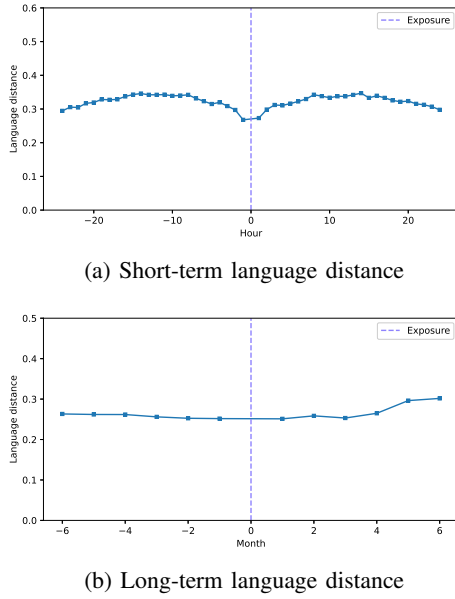 0.6
Exposure
0.5
0.4
0.3
0.2
0.1
0.0
Language distance
−20 −10 0 10 20
Hour
(a) Short-term language distance
0.5
Exposure
0.4
0.3
0.2
0.1
0.0
Language distance
−6 −4 −2 0 2 4 6
Month
(b) Long-term language distance